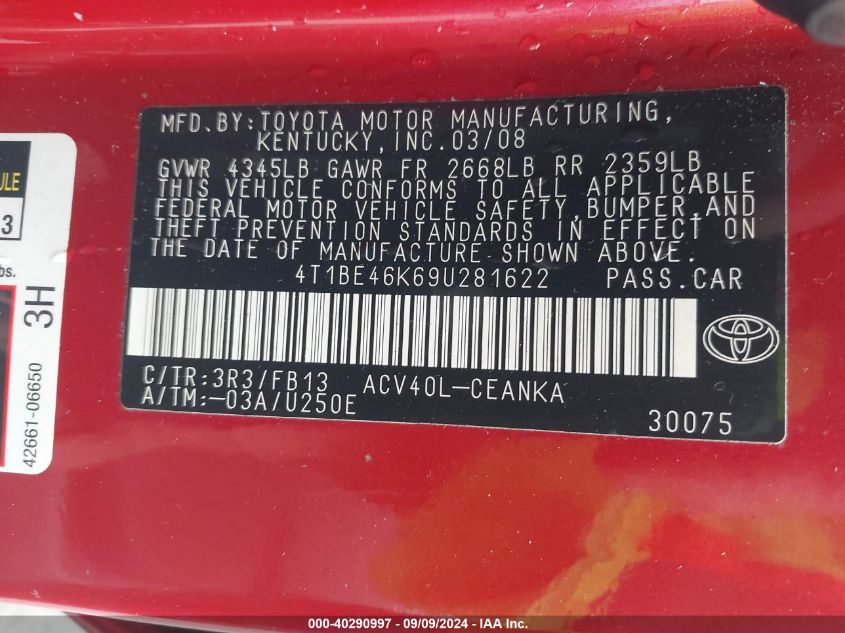 MFD.BY:TOYOTA MOTOR MANUFACTURING,
KENTUCKY,INC.03/08
GVWR 4345LB GAWR FR 2668LB RR 2359LB
THIS VEHICLE CONFORMS TO ALL APPLICABLE
FEDERAL MOTOR VEHICLE SAFETY,BUMPER,AND
THEFT PREVENTION STANDARDS IN EFFECT ON
THE DATE OF MANUFACTURE SHOWN ABOVE.
4T1BE46K69U281622 PASS.CAR
C/TR:3R3/FB13 ACV40L-CEANKA
A/TM:-03A/U250E
30075
3
bs.
3H
42661-06650
000-40290997 - 09/09/2024 - IAA Inc.